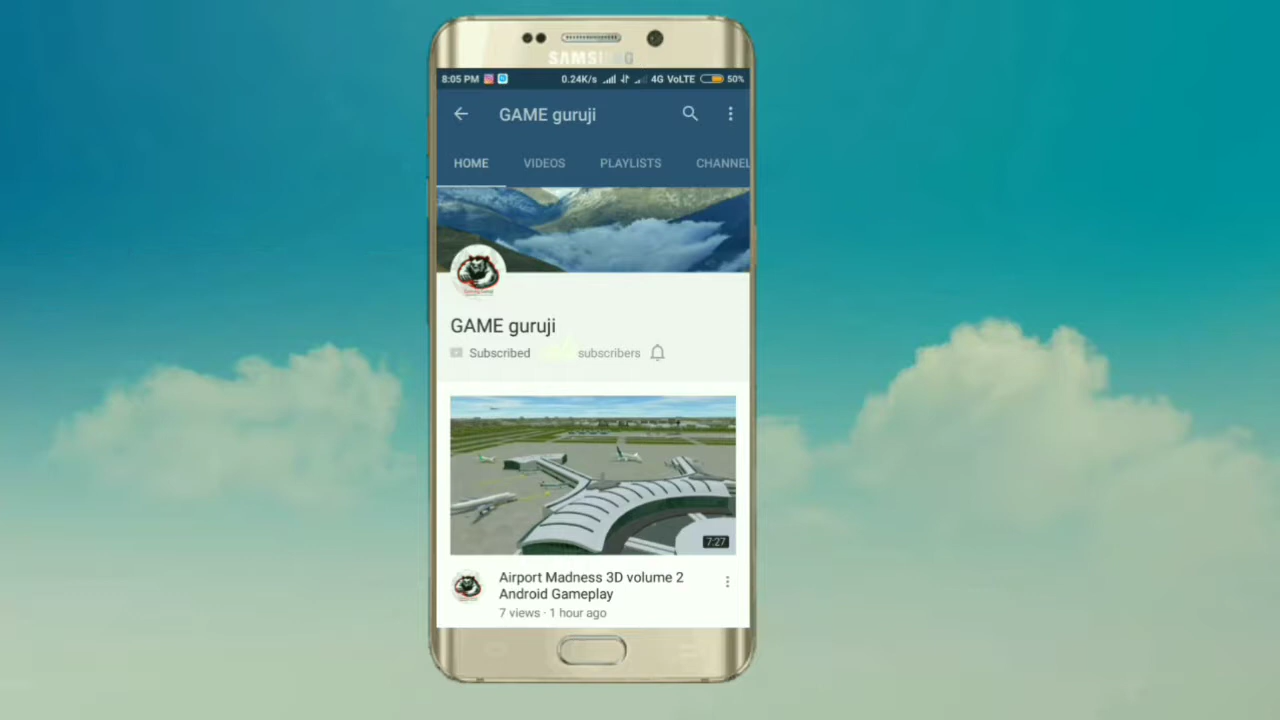 SAMS
8:05 PM 0.24K/s 4G VoLTE 50%
GAME guruji
HOME VIDEOS PLAYLISTS CHANNEL
GAME guruji
Subscribed subscribers
7:27
Airport Madness 3D volume 2
Android Gameplay
7 views · 1 hour ago